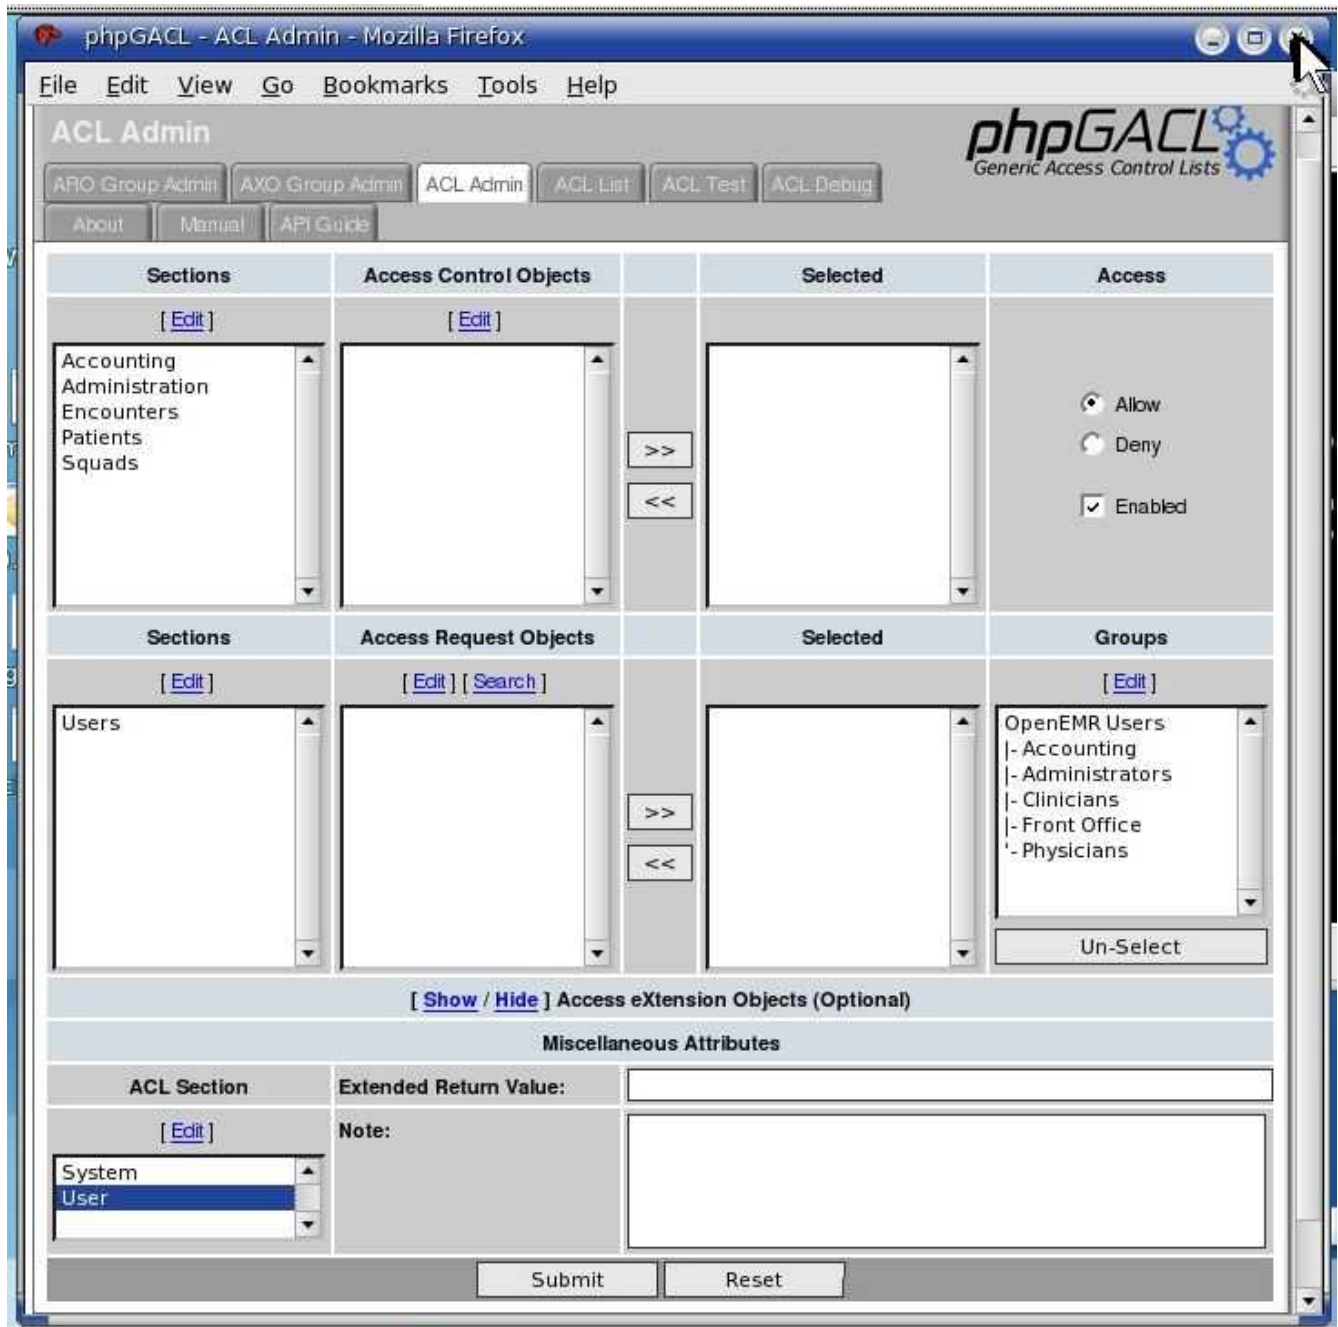 phpGACL - ACL Admin - Mozilla Firefox
File Edit View Go Bookmarks Tools Help
ACL Admin
phpGACL
Generic Access Control Lists
ARO Group Admin AXO Group Admin ACL Admin ACL List ACL Test ACL Debug
About Manual API Guide
Sections Access Control Objects Selected Access
[ Edit ] [ Edit ]
Accounting
Administration
Encounters
Patients
Squads
>>
<<
Allow
Deny
Enabled
Sections Access Request Objects Selected Groups
[ Edit ] [ Edit ] [ Search ] [ Edit ]
Users
>>
<<
OpenEMR Users
|- Accounting
|- Administrators
|- Clinicians
|- Front Office
'- Physicians
Un-Select
[ Show / Hide ] Access eXtension Objects (Optional)
Miscellaneous Attributes
ACL Section Extended Return Value:
[ Edit ] Note:
System
User
Submit Reset